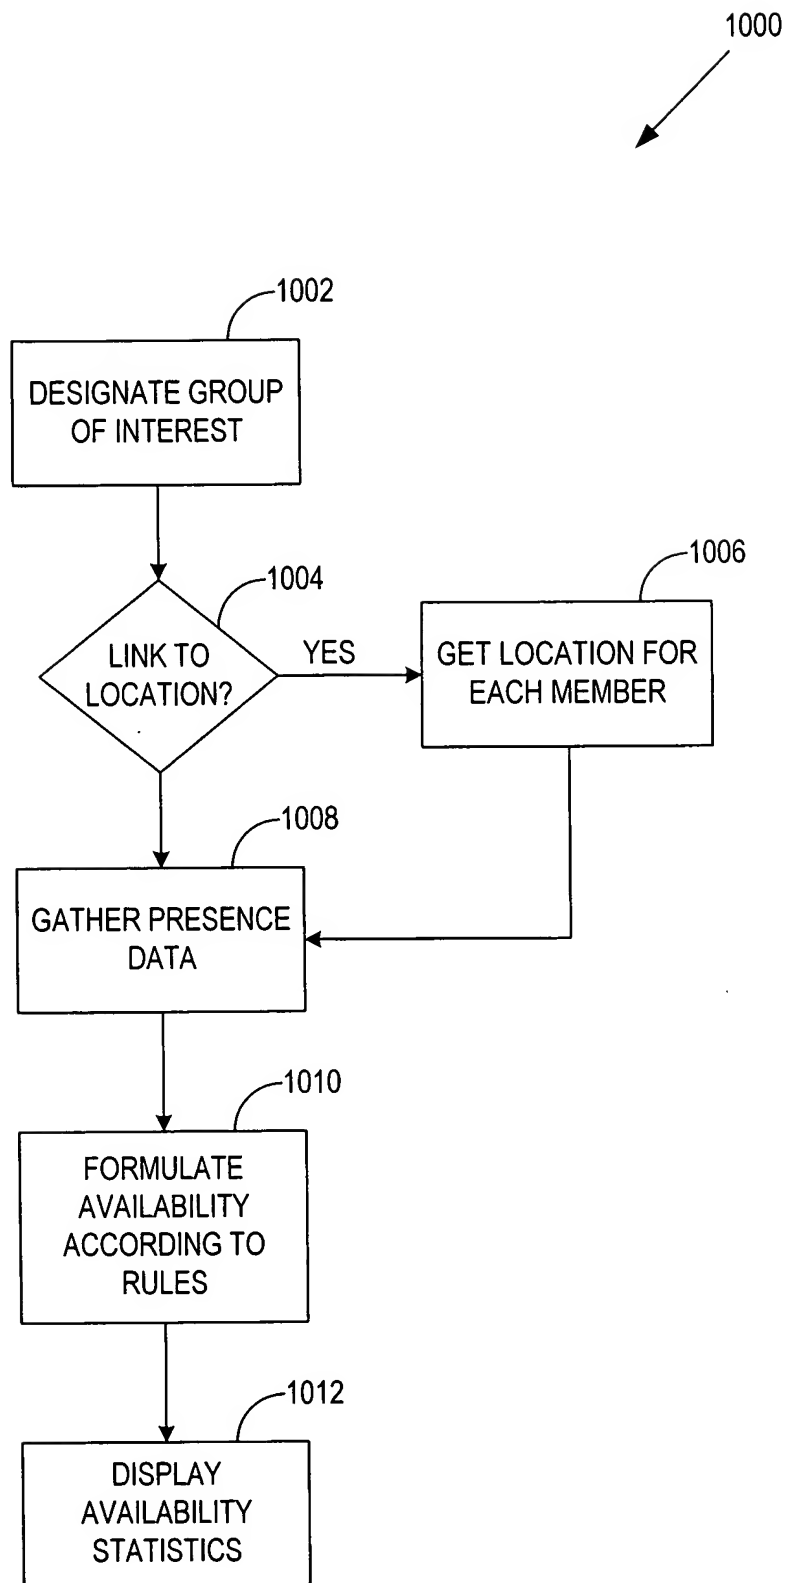 1000
1002
DESIGNATE GROUP
OF INTEREST
1004
LINK TO
LOCATION?
YES
1006
GET LOCATION FOR
EACH MEMBER
1008
GATHER PRESENCE
DATA
1010
FORMULATE
AVAILABILITY
ACCORDING TO
RULES
1012
DISPLAY
AVAILABILITY
STATISTICS